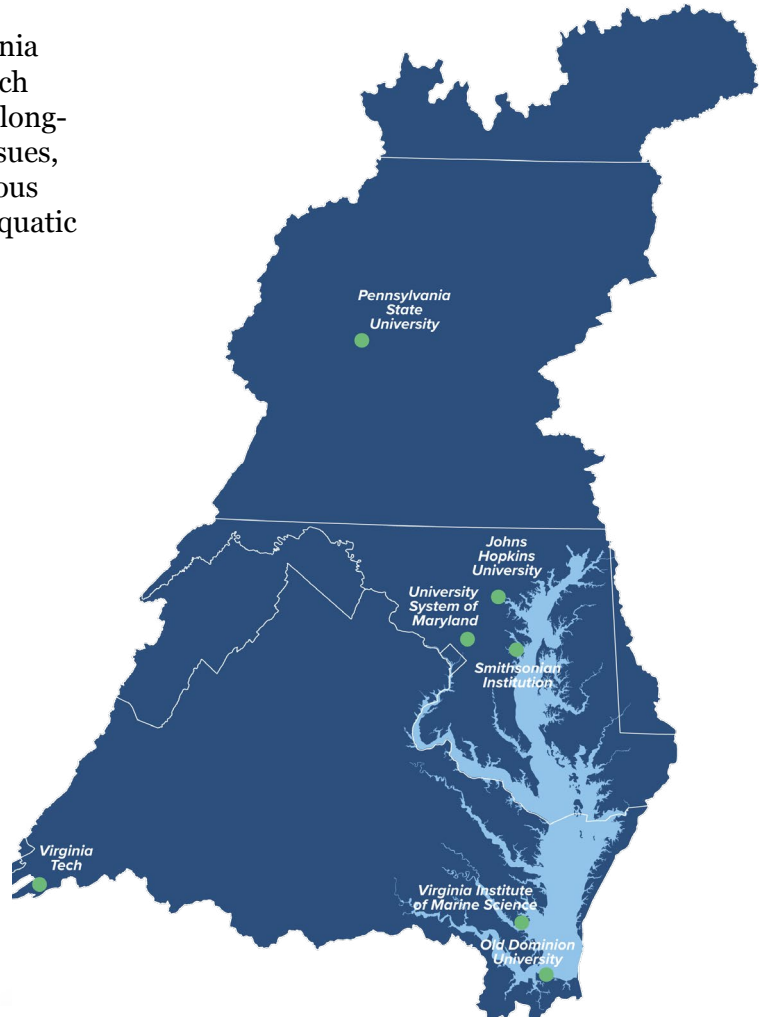 nia
ch
long-
sues,
ous
quatic
Pennsylvania
State
University
Johns
Hopkins
University
University
System of
Maryland
Smithsonian
Institution
Virginia
Tech
Virginia Institute
of Marine Science
Old Dominion
University